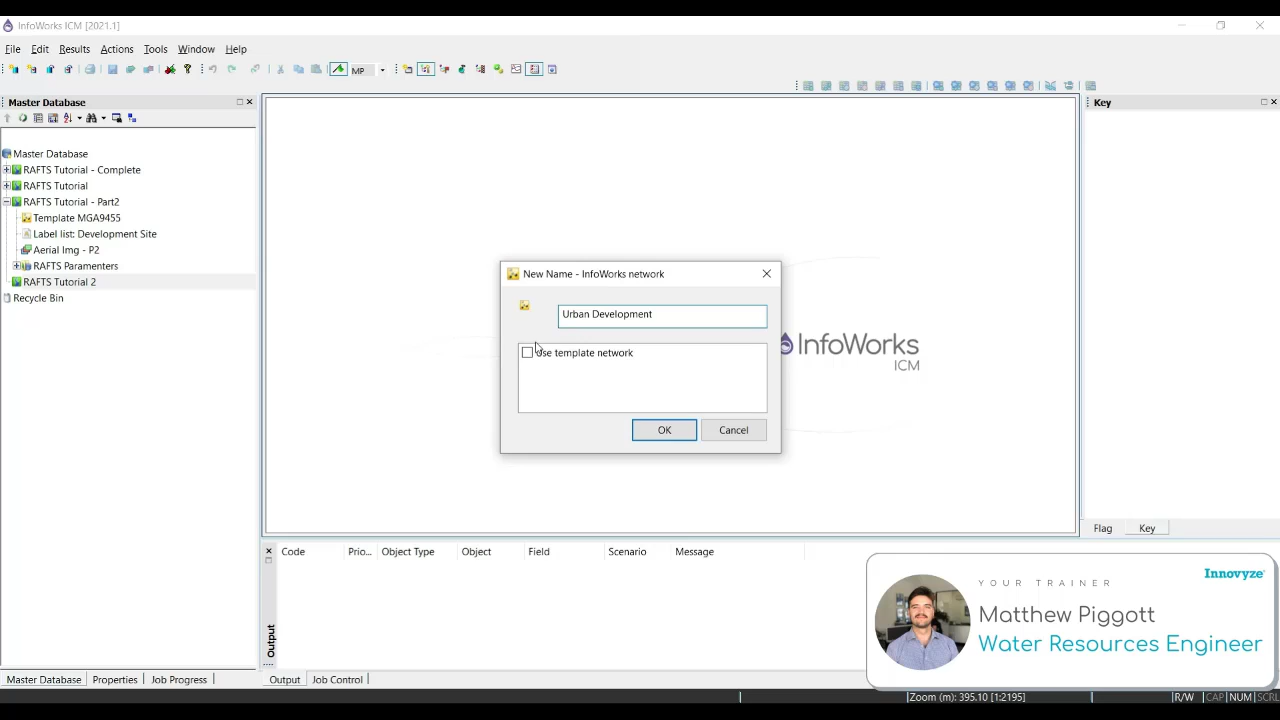 InfoWorks ICM [2021.1]
File Edit Results Actions Tools Window Help
MP
Master Database
Key
Master Database
RAFTS Tutorial - Complete
RAFTS Tutorial
RAFTS Tutorial - Part2
Template MGA9455
Label list: Development Site
Aerial Img - P2
RAFTS Paramenters
RAFTS Tutorial 2
Recycle Bin
New Name - InfoWorks network
Urban Development
Use template network
OK Cancel
InfoWorks
ICM
Flag Key
Code Prio... Object Type Object Field Scenario Message
Output
Innovyze
YOUR TRAINER
Matthew Piggott
Water Resources Engineer
Master Database Properties Job Progress Output Job Control
Zoom (m): 395.10 [1:2195] R/W CAP NUM SCRL